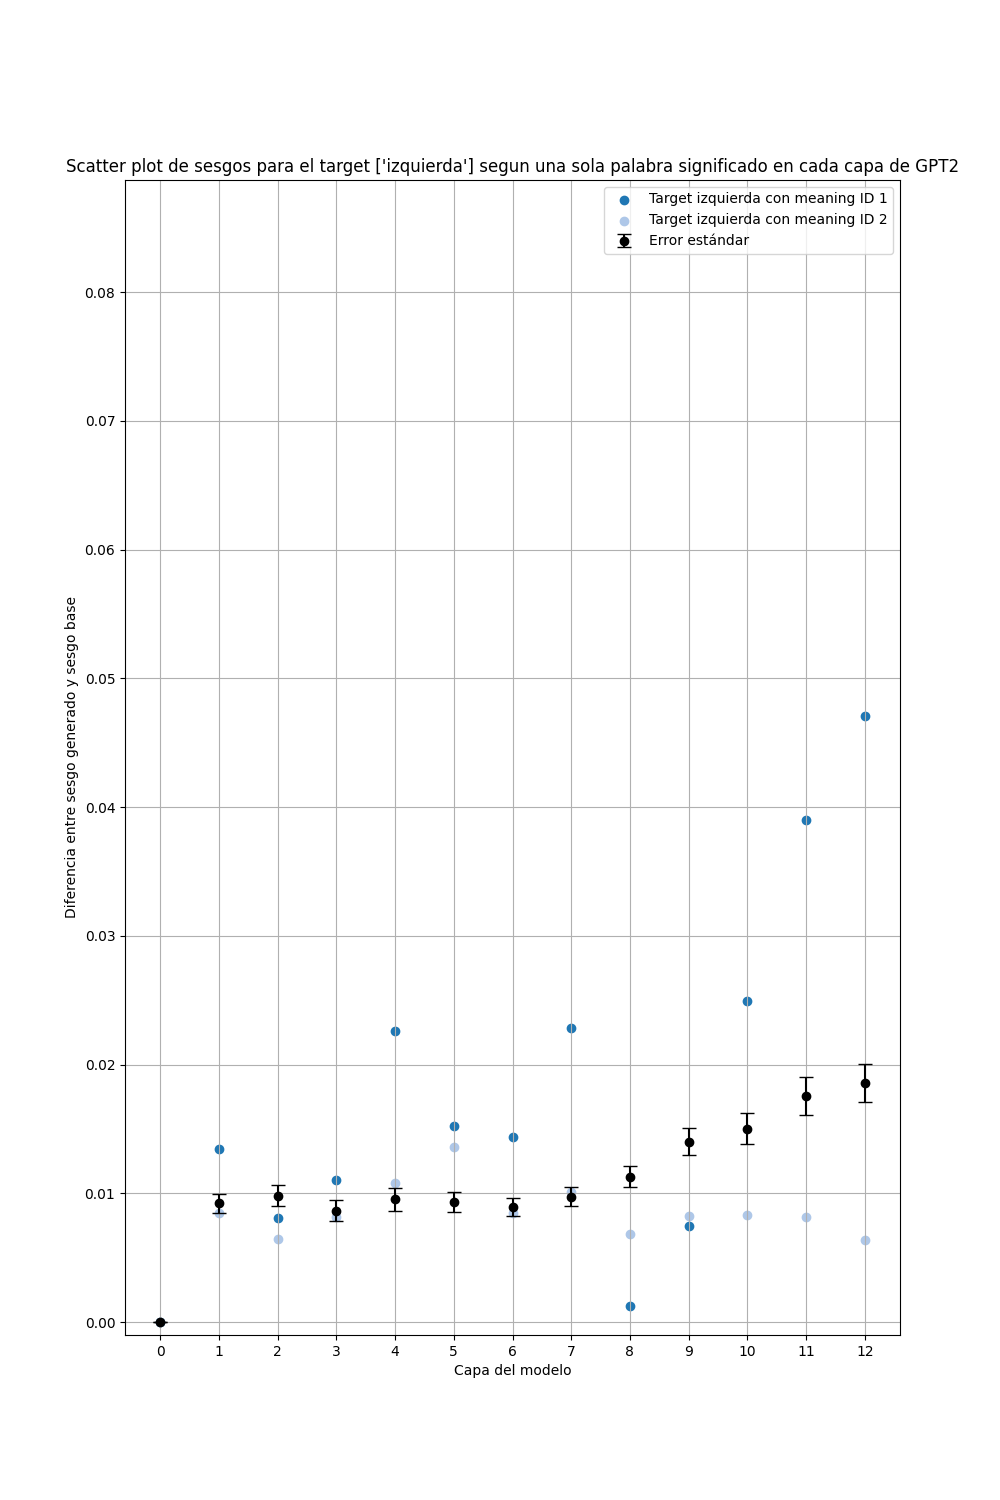 Scatter plot de sesgos para el target ['izquierda'] segun una sola palabra significado en cada capa de GPT2
Target izquierda con meaning ID 1
Target izquierda con meaning ID 2
Error estándar
0.08
0.07
0.06
0.05
0.04
0.03
0.02
0.01
0.00
Diferencia entre sesgo generado y sesgo base
0 1 2 3 4 5 6 7 8 9 10 11 12
Capa del modelo